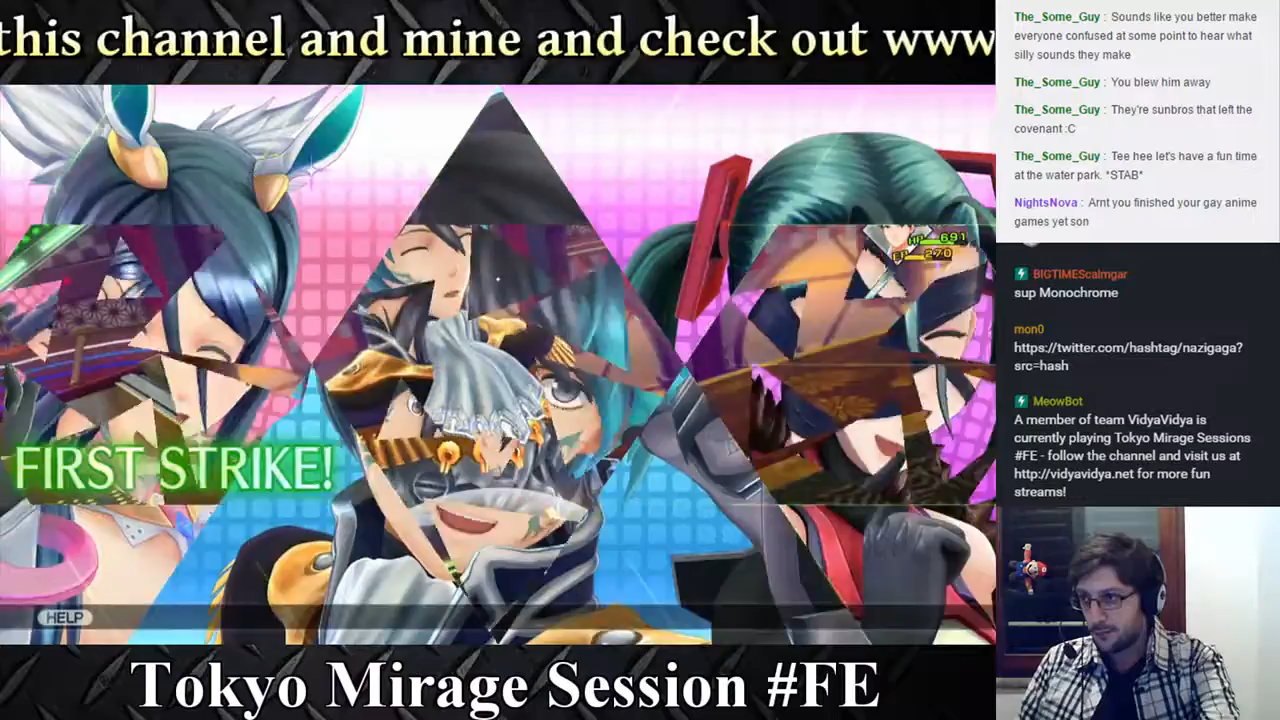 this channel and mine and check out www
FIRST STRIKE!
HP 691
EP 270
HELP
Tokyo Mirage Session #FE
The_Some_Guy : Sounds like you better make
everyone confused at some point to hear what
silly sounds they make
The_Some_Guy : You blew him away
The_Some_Guy : They're sunbros that left the
covenant :C
The_Some_Guy : Tee hee let's have a fun time
at the water park. *STAB*
NightsNova : Arnt you finished your gay anime
games yet son
BIGTIMEScalmgar
sup Monochrome
mon0
https://twitter.com/hashtag/nazigaga?
src=hash
MeowBot
A member of team VidyaVidya is
currently playing Tokyo Mirage Sessions
#FE - follow the channel and visit us at
http://vidyavidya.net for more fun
streams!